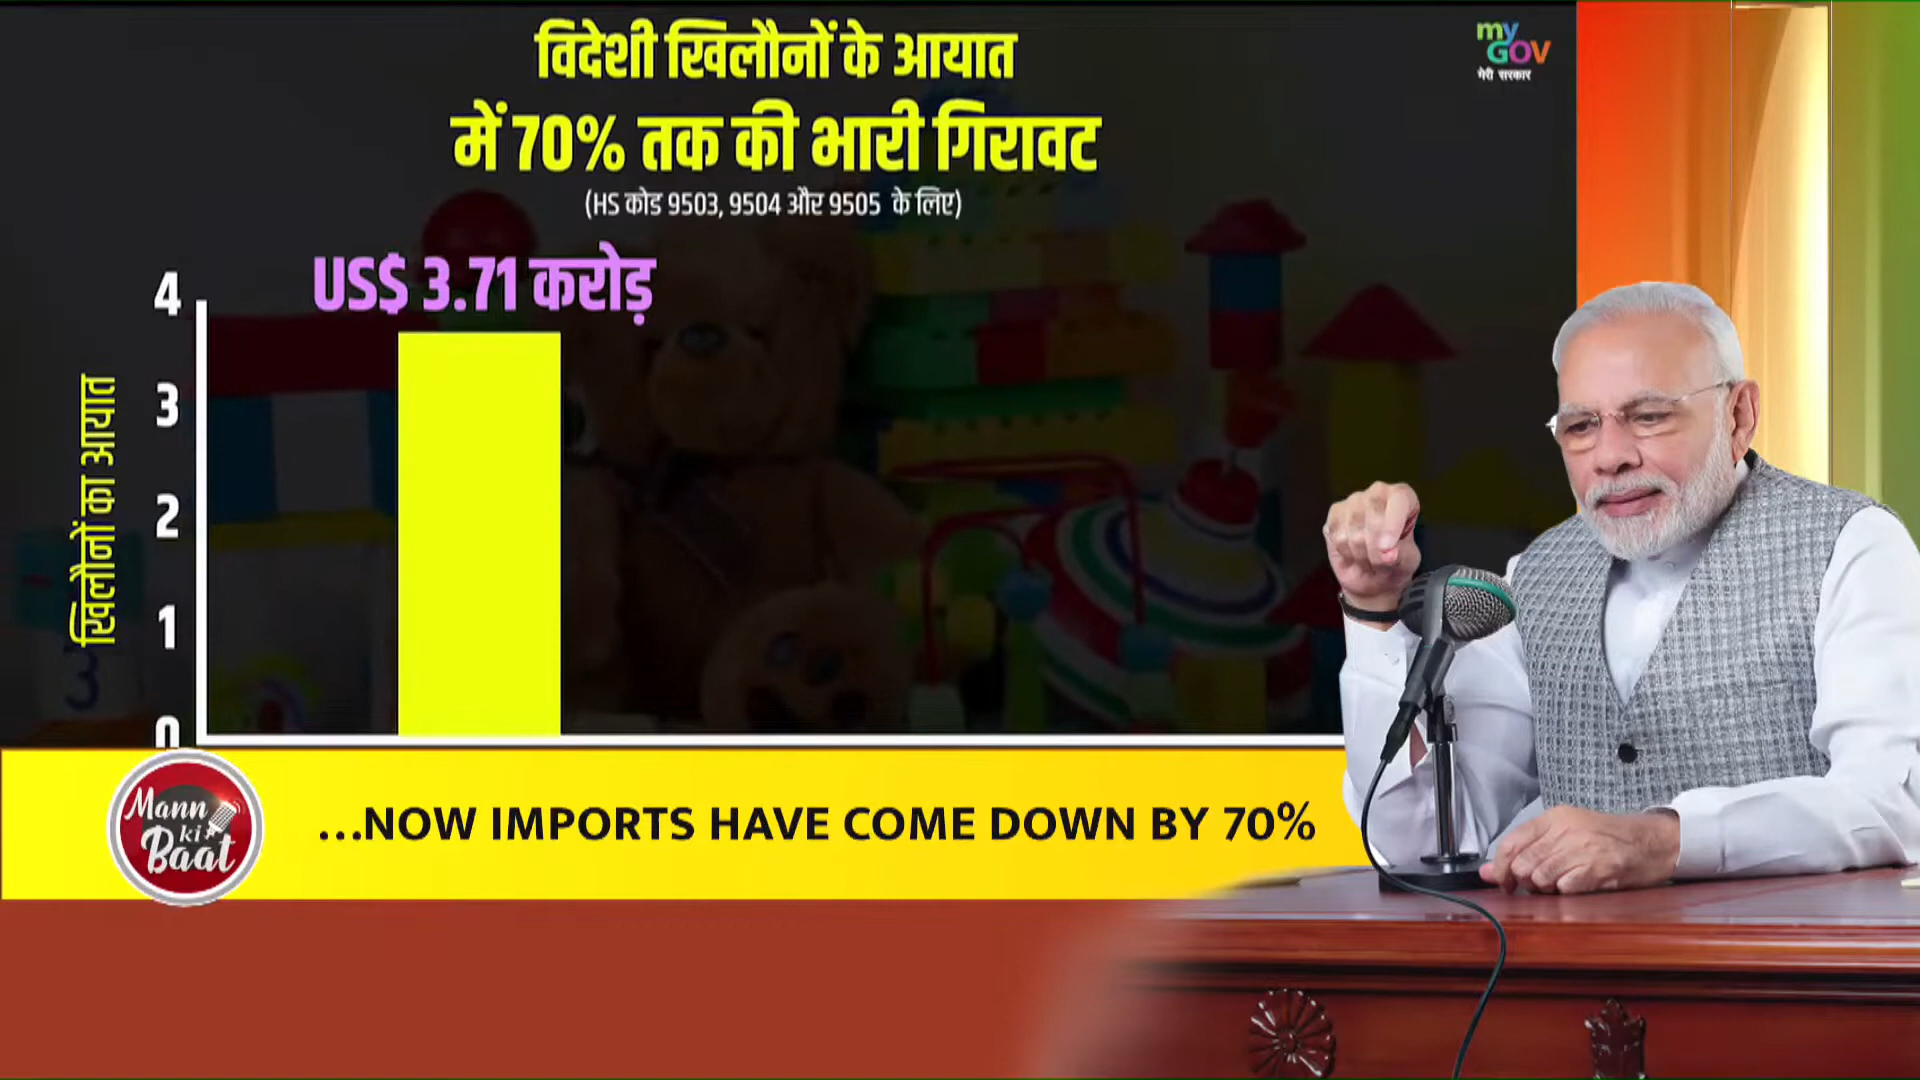 विदेशी खिलौनों के आयात
में 70% तक की भारी गिरावट
(HS कोड 9503, 9504 और 9505 के लिए)
my
GOV
मेरी सरकार
US$ 3.71 करोड़
4
3
2
1
0
खिलौनों का आयात
Mann
ki
Baat
...NOW IMPORTS HAVE COME DOWN BY 70%